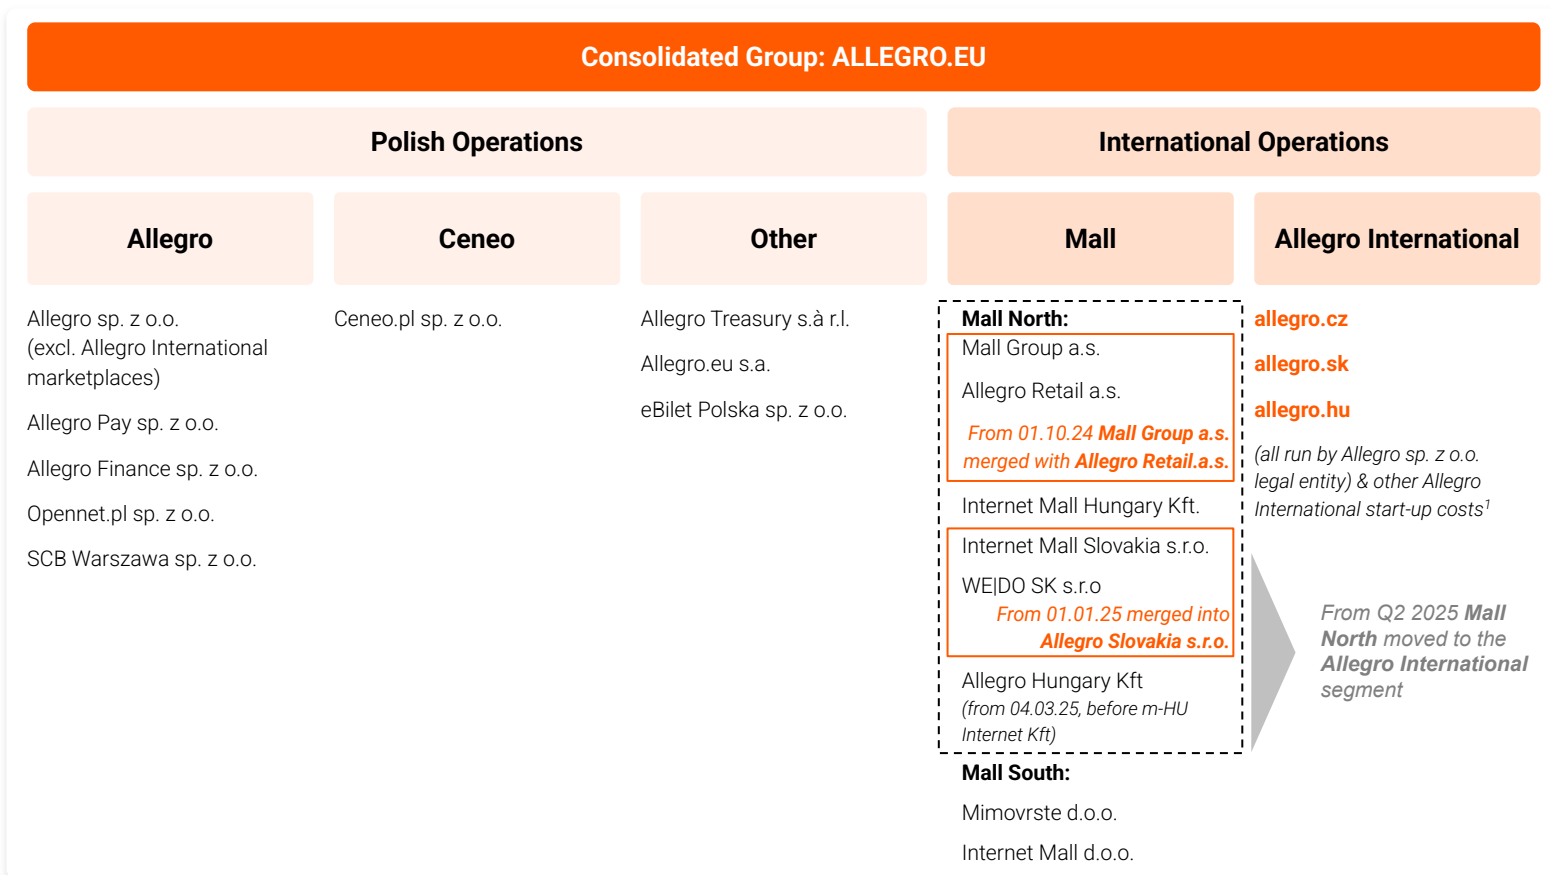 Consolidated Group: ALLEGRO.EU
Polish Operations
International Operations
Allegro
Ceneo
Other
Mall
Allegro International
Allegro sp. z o.o.
(excl. Allegro International
marketplaces)
Allegro Pay sp. z o.o.
Allegro Finance sp. z o.o.
Opennet.pl sp. z o.o.
SCB Warszawa sp. z o.o.
Ceneo.pl sp. z o.o.
Allegro Treasury s.à r.l.
Allegro.eu s.a.
eBilet Polska sp. z o.o.
Mall North:
Mall Group a.s.
Allegro Retail a.s.
From 01.10.24 Mall Group a.s.
merged with Allegro Retail.a.s.
Internet Mall Hungary Kft.
Internet Mall Slovakia s.r.o.
WE|DO SK s.r.o
From 01.01.25 merged into
Allegro Slovakia s.r.o.
Allegro Hungary Kft
(from 04.03.25, before m-HU
Internet Kft)
Mall South:
Mimovrste d.o.o.
Internet Mall d.o.o.
allegro.cz
allegro.sk
allegro.hu
(all run by Allegro sp. z o.o.
legal entity) & other Allegro
International start-up costs¹
From Q2 2025 Mall
North moved to the
Allegro International
segment